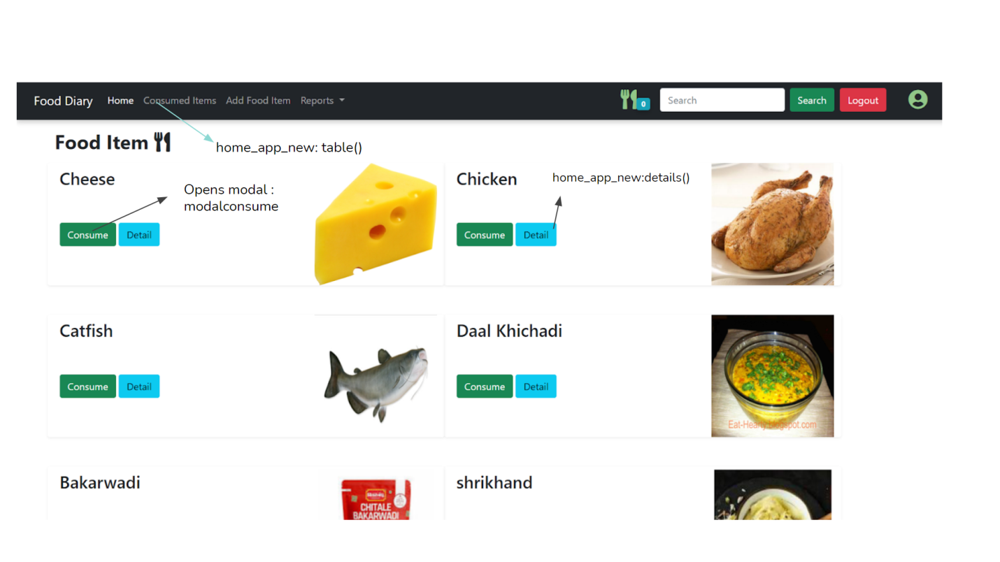 Food Diary Home Consumed Items Add Food Item Reports 0 Search Search Logout
Food Item
home_app_new: table()
Cheese
Opens modal :
modalconsume
Consume Detail
Chicken
home_app_new:details()
Consume Detail
Catfish
Consume Detail
Daal Khichadi
Consume Detail
Eat-Hearty.blogspot.com
Bakarwadi
CHITALE
BAKARWADI
shrikhand